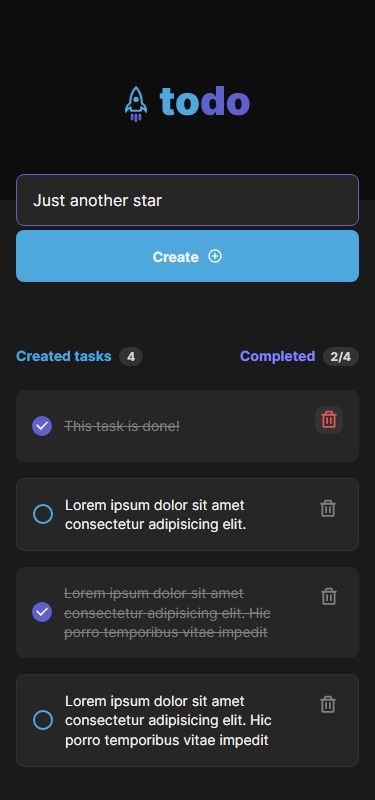 todo
Just another star
Create
Created tasks 4 Completed 2/4
This task is done!
Lorem ipsum dolor sit amet
consectetur adipisicing elit.
Lorem ipsum dolor sit amet
consectetur adipisicing elit. Hic
porro temporibus vitae impedit
Lorem ipsum dolor sit amet
consectetur adipisicing elit. Hic
porro temporibus vitae impedit